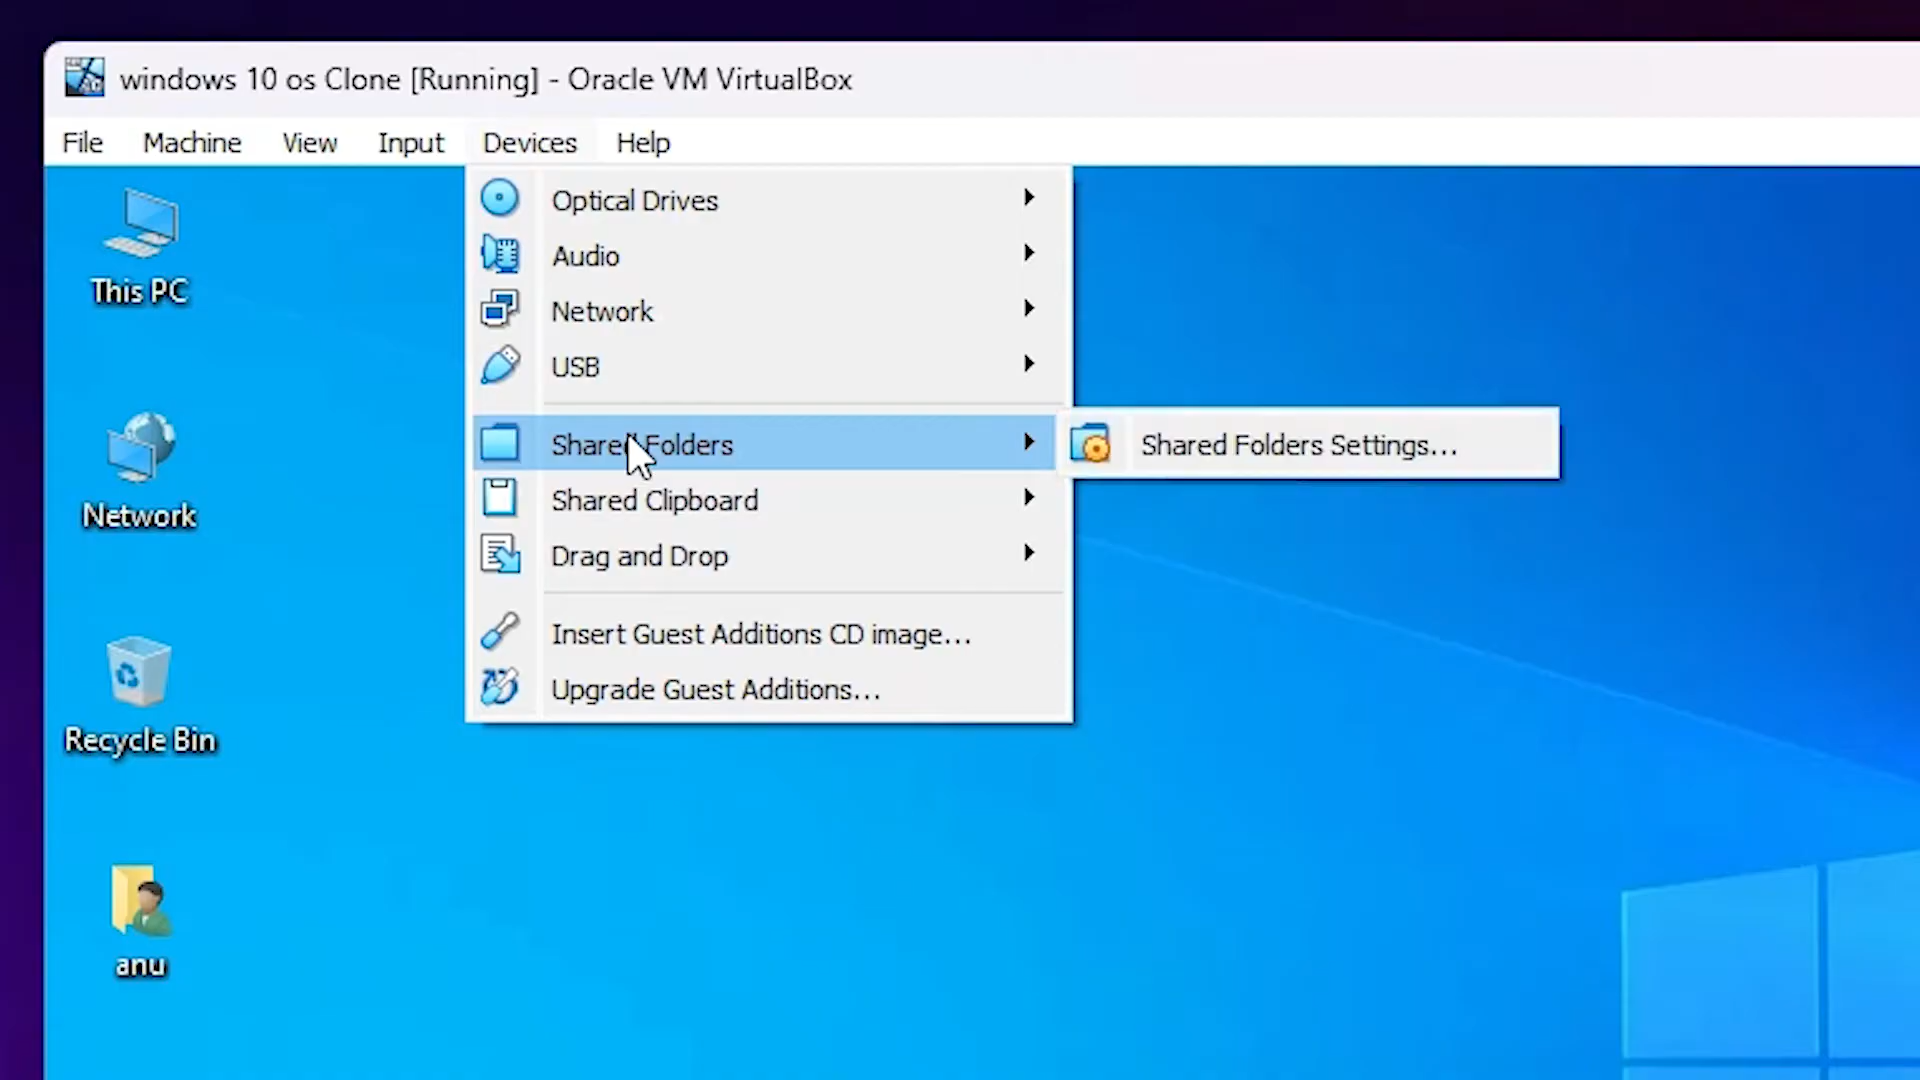 windows 10 os Clone [Running] - Oracle VM VirtualBox
File Machine View Input Devices Help
Optical Drives
Audio
Network
USB
Shared Folders
Shared Folders Settings...
Shared Clipboard
Drag and Drop
Insert Guest Additions CD image...
Upgrade Guest Additions...
This PC
Network
Recycle Bin
anu